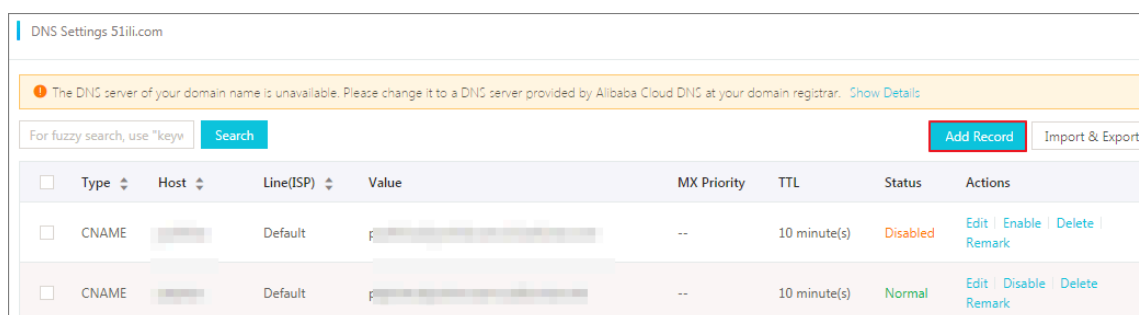 DNS Settings 51ili.com
The DNS server of your domain name is unavailable. Please change it to a DNS server provided by Alibaba Cloud DNS at your domain registrar. Show Details
For fuzzy search, use "keyw Search Add Record Import & Export
Type Host Line(ISP) Value MX Priority TTL Status Actions
CNAME Default p -- 10 minute(s) Disabled Edit Enable Delete
Remark
CNAME Default p -- 10 minute(s) Normal Edit Disable Delete
Remark